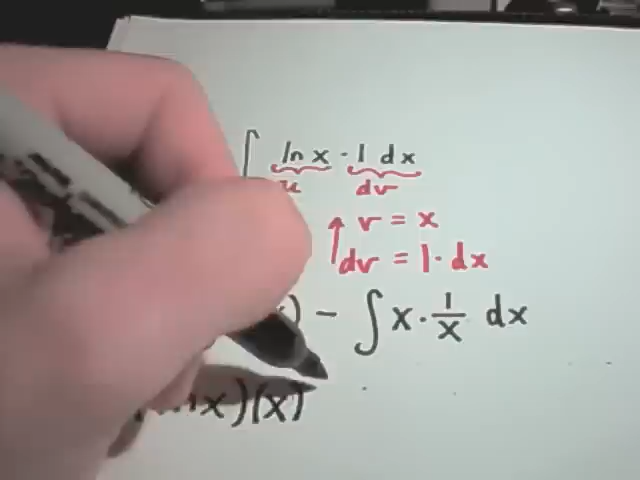 ∫ ln x · 1 dx
u dv
v = x
dv = 1 · dx
) − ∫ x · 1/x dx
x)(x)